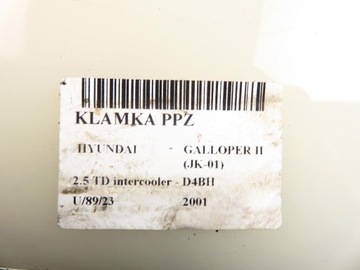 KLAMKA PPZ
HYUNDAI - GALLOPER II
(JK-01)
2.5 TD intercooler - D4BH
U/89/23 2001